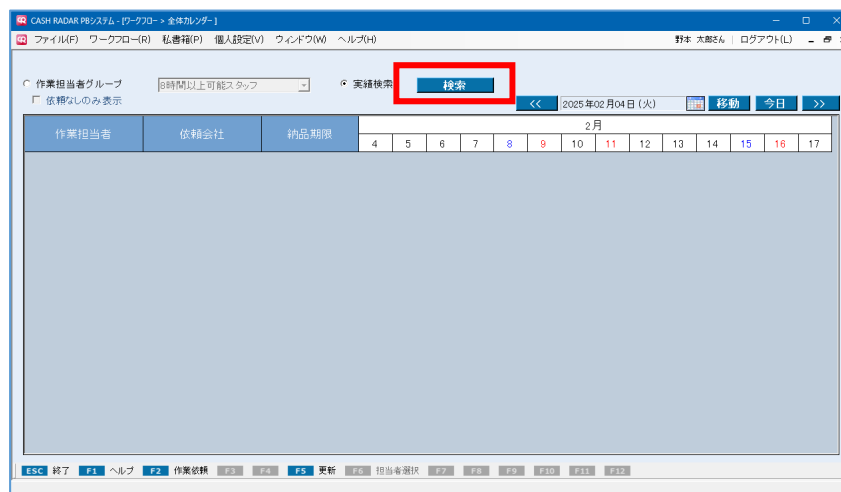 CASH RADAR PBシステム - [ワークフロー > 全体カレンダー]
ファイル(F) ワークフロー(R) 私書箱(P) 個人設定(V) ウィンドウ(W) ヘルプ(H) 野本 太郎さん ログアウト(L)
作業担当者グループ 8時間以上可能スタッフ 実績検索 検索
依頼なしのみ表示 << 2025年02月04日(火) 移動 今日 >>
作業担当者 依頼会社 納品期限 2月
4 5 6 7 8 9 10 11 12 13 14 15 16 17
ESC 終了 F1 ヘルプ F2 作業依頼 F3 F4 F5 更新 F6 担当者選択 F7 F8 F9 F10 F11 F12